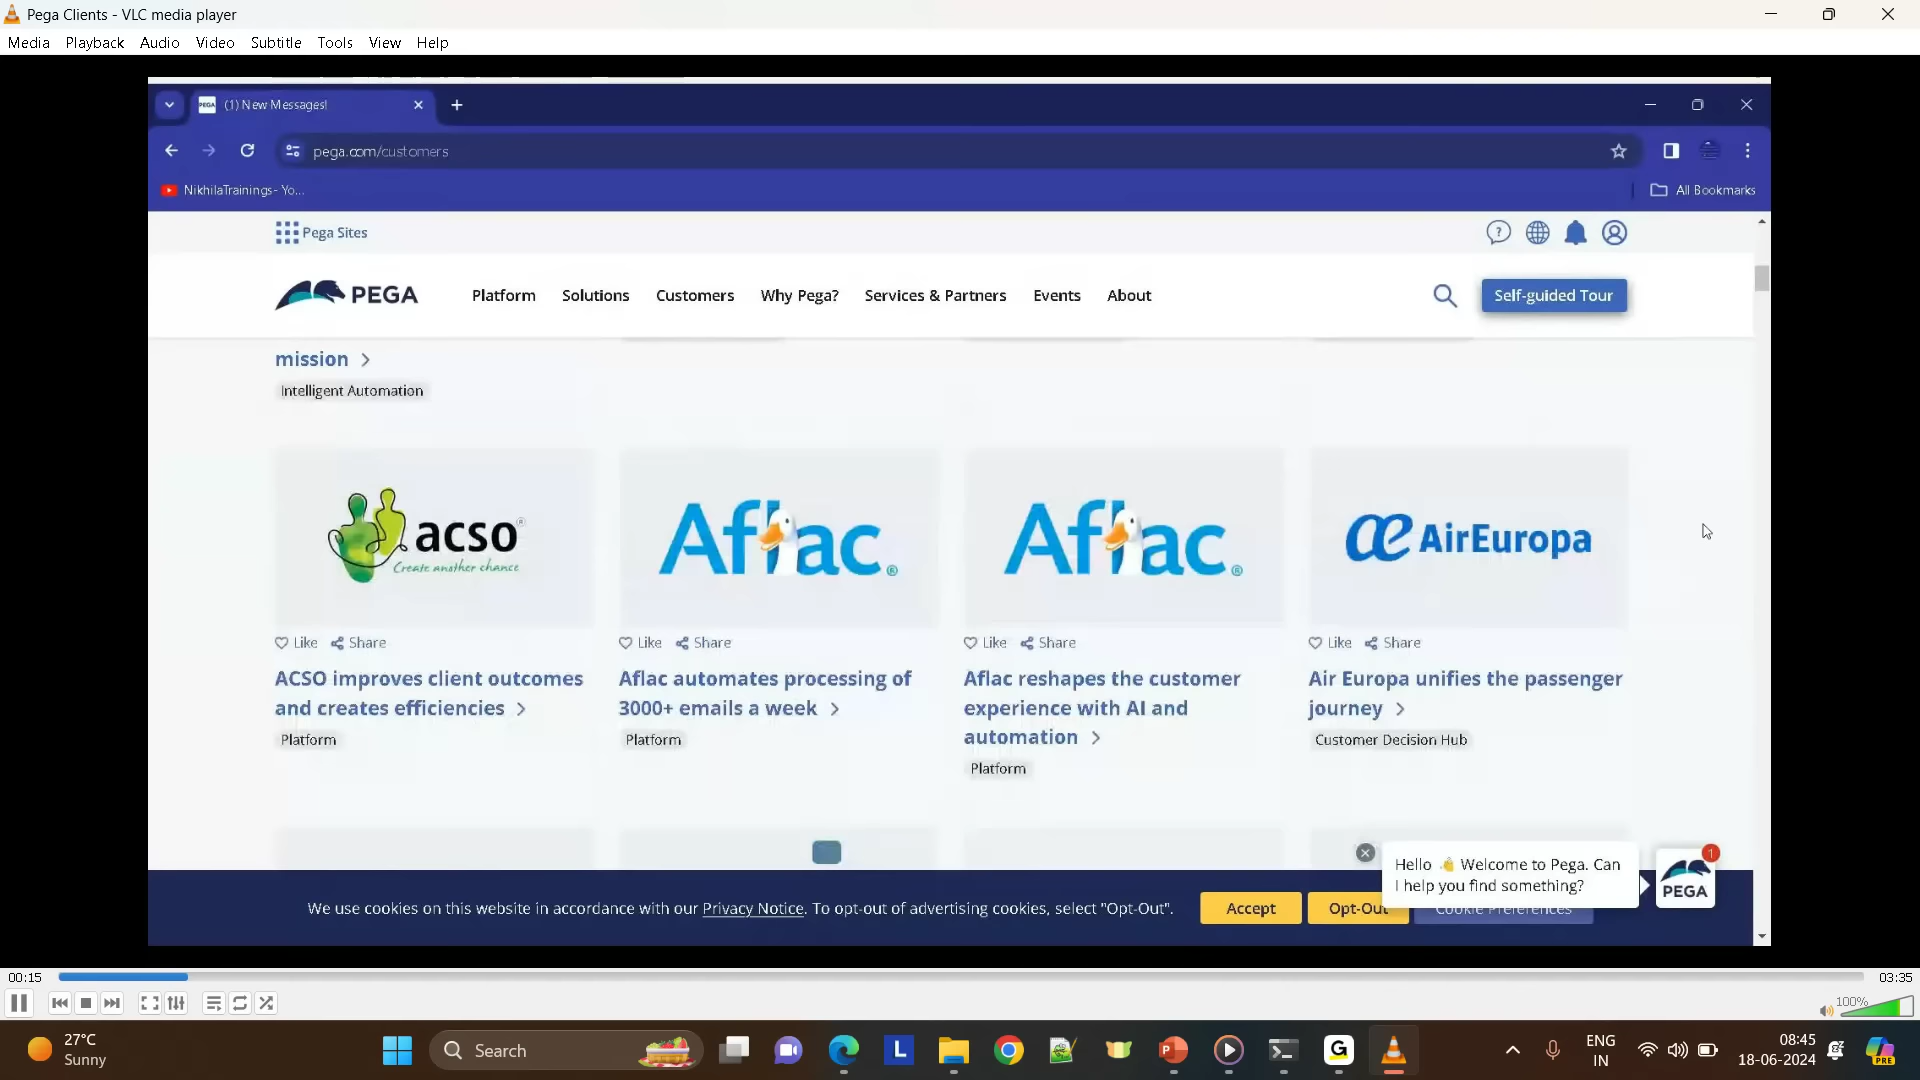 Pega Clients - VLC media player
Media Playback Audio Video Subtitle Tools View Help
PEGA (1) New Messages!
pega.com/customers
NikhilaTrainings - Yo...
All Bookmarks
Pega Sites
PEGA Platform Solutions Customers Why Pega? Services & Partners Events About Self-guided Tour
mission
Intelligent Automation
acso®
Create another chance
Aflac®
Aflac®
AirEuropa
Like Share
Like Share
Like Share
Like Share
ACSO improves client outcomes
and creates efficiencies
Platform
Aflac automates processing of
3000+ emails a week
Platform
Aflac reshapes the customer
experience with AI and
automation
Platform
Air Europa unifies the passenger
journey
Customer Decision Hub
Hello 👋 Welcome to Pega. Can
I help you find something?
1
PEGA
We use cookies on this website in accordance with our Privacy Notice. To opt-out of advertising cookies, select "Opt-Out". Accept Opt-Out Cookie Preferences
00:15 03:35
100%
27°C
Sunny
Search
L
P
G
ENG
IN
08:45
18-06-2024
PRE